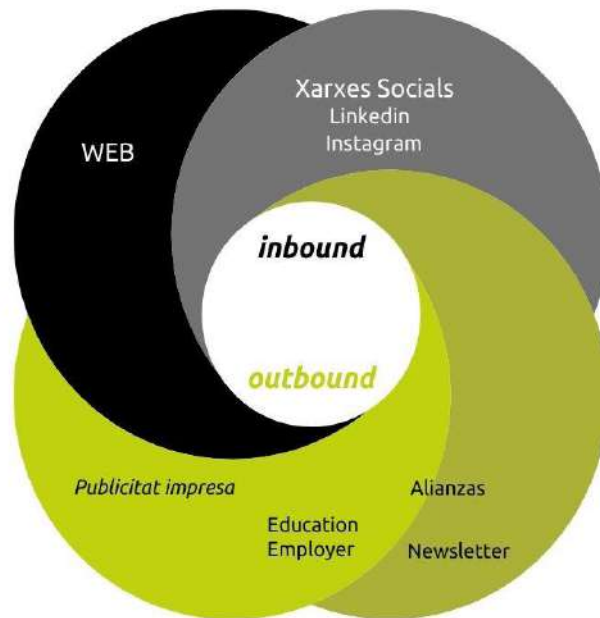 Xarxes Socials
Linkedin
Instagram
WEB
inbound
outbound
Publicitat impresa
Alianzas
Education
Employer
Newsletter